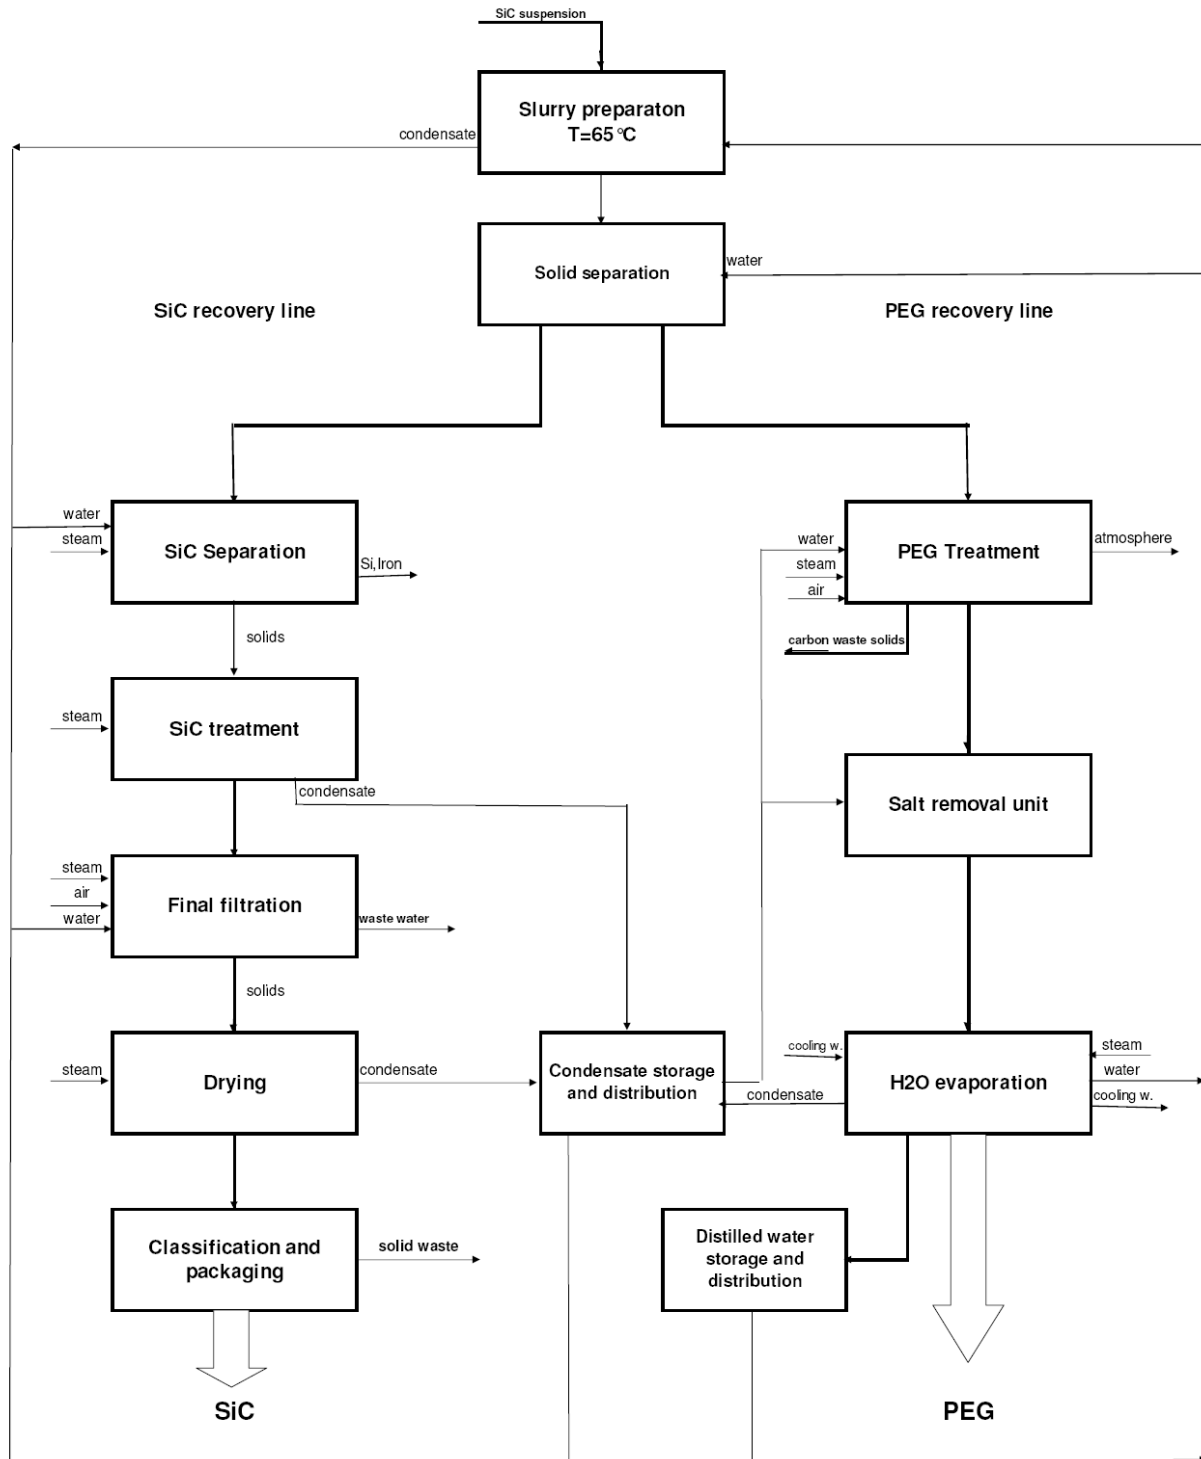 SiC suspension
Slurry preparaton
T=65°C
condensate
Solid separation
water
SiC recovery line
PEG recovery line
water
steam
SiC Separation
Si,Iron
solids
water
steam
air
PEG Treatment
atmosphere
carbon waste solids
steam
SiC treatment
condensate
Salt removal unit
steam
air
water
Final filtration
waste water
solids
steam
Drying
condensate
Condensate storage
and distribution
cooling w.
condensate
H2O evaporation
steam
water
cooling w.
Classification and
packaging
solid waste
Distilled water
storage and
distribution
SiC
PEG